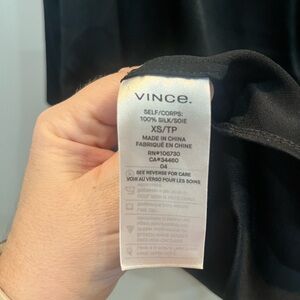 VINCE.
SELF/CORPS:
100% SILK/SOIE
XS/TP
MADE IN CHINA
FABRIQUÉ EN CHINE
RN#106730
CA#34460
04
SEE REVERSE FOR CARE
VOIR AU VERSO POUR LES SOINS